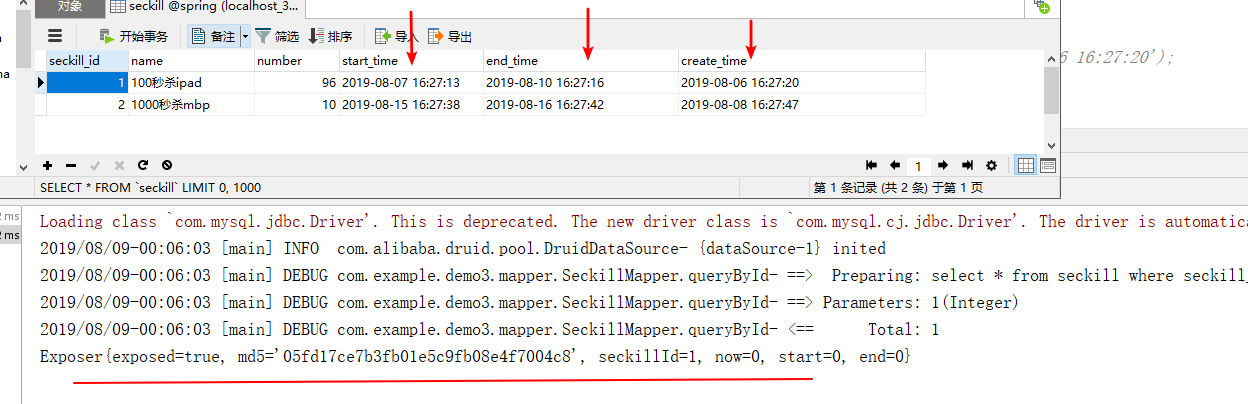 对象 seckill @spring (localhost_3...
开始事务 备注 筛选 排序 导入 导出
seckill_id name number start_time end_time create_time
1 100秒杀ipad 96 2019-08-07 16:27:13 2019-08-10 16:27:16 2019-08-06 16:27:20
2 1000秒杀mbp 10 2019-08-15 16:27:38 2019-08-16 16:27:42 2019-08-08 16:27:47
6 16:27:20');
1
SELECT * FROM `seckill` LIMIT 0, 1000 第 1 条记录 (共 2 条) 于第 1 页
2 ms
2 ms
Loading class `com.mysql.jdbc.Driver'. This is deprecated. The new driver class is `com.mysql.cj.jdbc.Driver'. The driver is automatica
2019/08/09-00:06:03 [main] INFO com.alibaba.druid.pool.DruidDataSource- {dataSource-1} inited
2019/08/09-00:06:03 [main] DEBUG com.example.demo3.mapper.SeckillMapper.queryById- ==> Preparing: select * from seckill where seckill_
2019/08/09-00:06:03 [main] DEBUG com.example.demo3.mapper.SeckillMapper.queryById- ==> Parameters: 1(Integer)
2019/08/09-00:06:03 [main] DEBUG com.example.demo3.mapper.SeckillMapper.queryById- <== Total: 1
Exposer{exposed=true, md5='05fd17ce7b3fb01e5c9fb08e4f7004c8', seckillId=1, now=0, start=0, end=0}